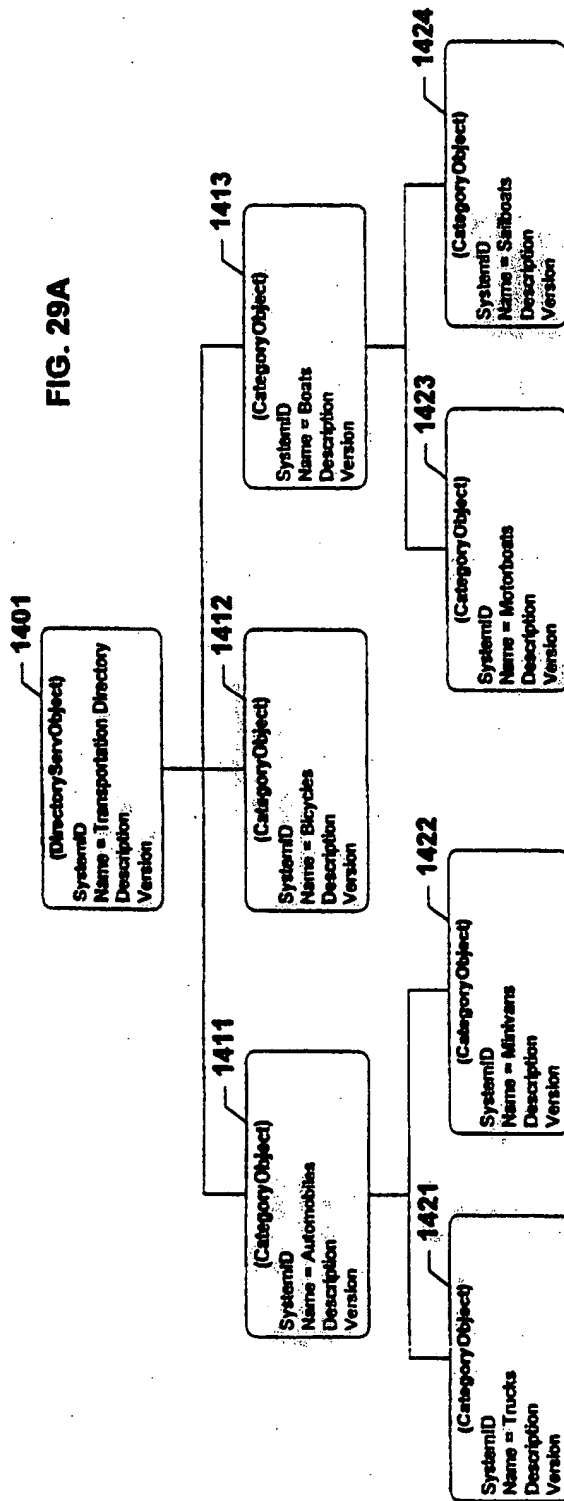 FIG. 29A
1401
(DirectoryServObject)
SystemID
Name = Transportation Directory
Description
Version
1411
(CategoryObject)
SystemID
Name = Automobiles
Description
Version
1412
(CategoryObject)
SystemID
Name = Bicycles
Description
Version
1413
(CategoryObject)
SystemID
Name = Boats
Description
Version
1421
(CategoryObject)
SystemID
Name = Trucks
Description
Version
1422
(CategoryObject)
SystemID
Name = Minivans
Description
Version
1423
(CategoryObject)
SystemID
Name = Motorboats
Description
Version
1424
(CategoryObject)
SystemID
Name = Sailboats
Description
Version